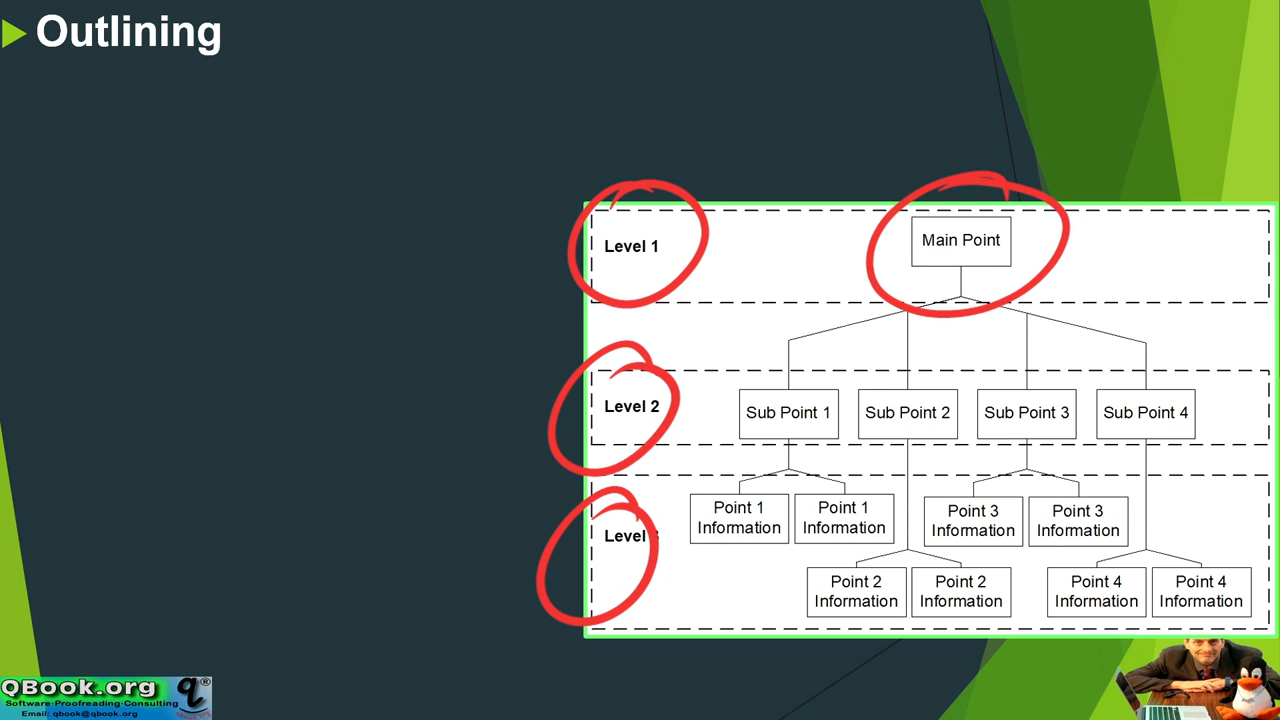 Outlining
Level 1
Main Point
Level 2
Sub Point 1
Sub Point 2
Sub Point 3
Sub Point 4
Level
Point 1
Information
Point 1
Information
Point 3
Information
Point 3
Information
Point 2
Information
Point 2
Information
Point 4
Information
Point 4
Information
QBook.org
Software·Proofreading·Consulting
Email: qbook@qbook.org